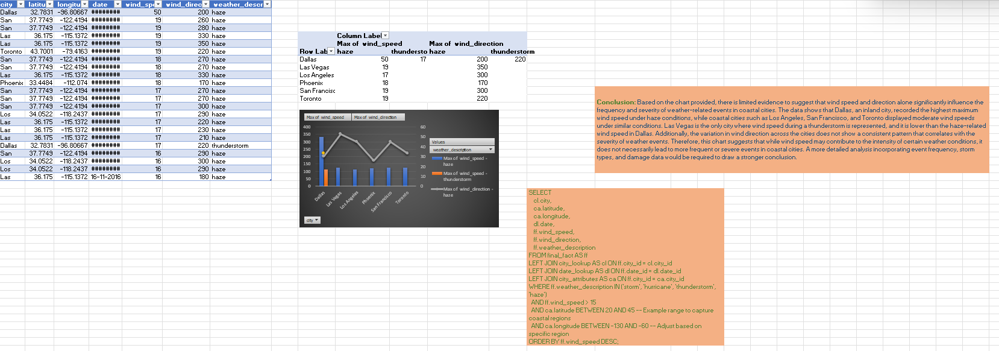 city latitu longitu date wind_spe wind_direc weather_descr
Dallas 32.7831 -96.80667 ######## 50 200 haze
San 37.7749 -122.4194 ######## 19 260 haze
San 37.7749 -122.4194 ######## 19 280 haze
Las 36.175 -115.1372 ######## 19 330 haze
Las 36.175 -115.1372 ######## 19 350 haze
Toronto 43.7001 -79.4163 ######## 19 220 haze
San 37.7749 -122.4194 ######## 18 270 haze
San 37.7749 -122.4194 ######## 18 270 haze
Las 36.175 -115.1372 ######## 18 330 haze
Phoenix 33.4484 -112.074 ######## 18 170 haze
San 37.7749 -122.4194 ######## 17 270 haze
San 37.7749 -122.4194 ######## 17 270 haze
San 37.7749 -122.4194 ######## 17 300 haze
Los 34.0522 -118.2437 ######## 17 290 haze
Las 36.175 -115.1372 ######## 17 220 haze
Las 36.175 -115.1372 ######## 17 230 haze
Las 36.175 -115.1372 ######## 17 210 haze
Dallas 32.7831 -96.80667 ######## 17 220 thunderstorm
San 37.7749 -122.4194 ######## 16 290 haze
Los 34.0522 -118.2437 ######## 16 300 haze
Los 34.0522 -118.2437 ######## 16 290 haze
Las 36.175 -115.1372 16-11-2016 16 180 haze
Column Label
Max of wind_speed Max of wind_direction
Row Lab haze thundersto haze thunderstorm
Dallas 50 17 200 220
Las Vegas 19 350
Los Angeles 17 300
Phoenix 18 170
San Francisc 19 300
Toronto 19 220
Max of wind_speed Max of wind_direction
400
350
300
250
200
150
100
50
0
60
50
40
30
20
10
0
Dallas
Las Vegas
Los Angeles
Phoenix
San Francisco
Toronto
Values
weather_description
Max of wind_speed -
haze
Max of wind_speed -
thunderstorm
Max of wind_direction -
haze
city
Conclusion: Based on the chart provided, there is limited evidence to suggest that wind speed and direction alone significantly influence the
frequency and severity of weather-related events in coastal cities. The data shows that Dallas, an inland city, recorded the highest maximum
wind speed under haze conditions, while coastal cities such as Los Angeles, San Francisco, and Toronto displayed moderate wind speeds
under similar conditions. Las Vegas is the only city where wind speed during a thunderstorm is represented, and it is lower than the haze-related
wind speed in Dallas. Additionally, the variation in wind direction across the cities does not show a consistent pattern that correlates with the
severity of weather events. Therefore, this chart suggests that while wind speed may contribute to the intensity of certain weather conditions, it
does not necessarily lead to more frequent or severe events in coastal cities. A more detailed analysis incorporating event frequency, storm
types, and damage data would be required to draw a stronger conclusion.
SELECT
cl.city,
ca.latitude,
ca.longitude,
dl.date,
ff.wind_speed,
ff.wind_direction,
ff.weather_description
FROM final_fact AS ff
LEFT JOIN city_lookup AS cl ON ff.city_id = cl.city_id
LEFT JOIN date_lookup AS dl ON ff.date_id = dl.date_id
LEFT JOIN city_attributes AS ca ON ff.city_id = ca.city_id
WHERE ff.weather_description IN ('storm', 'hurricane', 'thunderstorm',
'haze')
AND ff.wind_speed > 15
AND ca.latitude BETWEEN 20 AND 45 -- Example range to capture
coastal regions
AND ca.longitude BETWEEN -130 AND -60 -- Adjust based on
specific region
ORDER BY ff.wind_speed DESC;